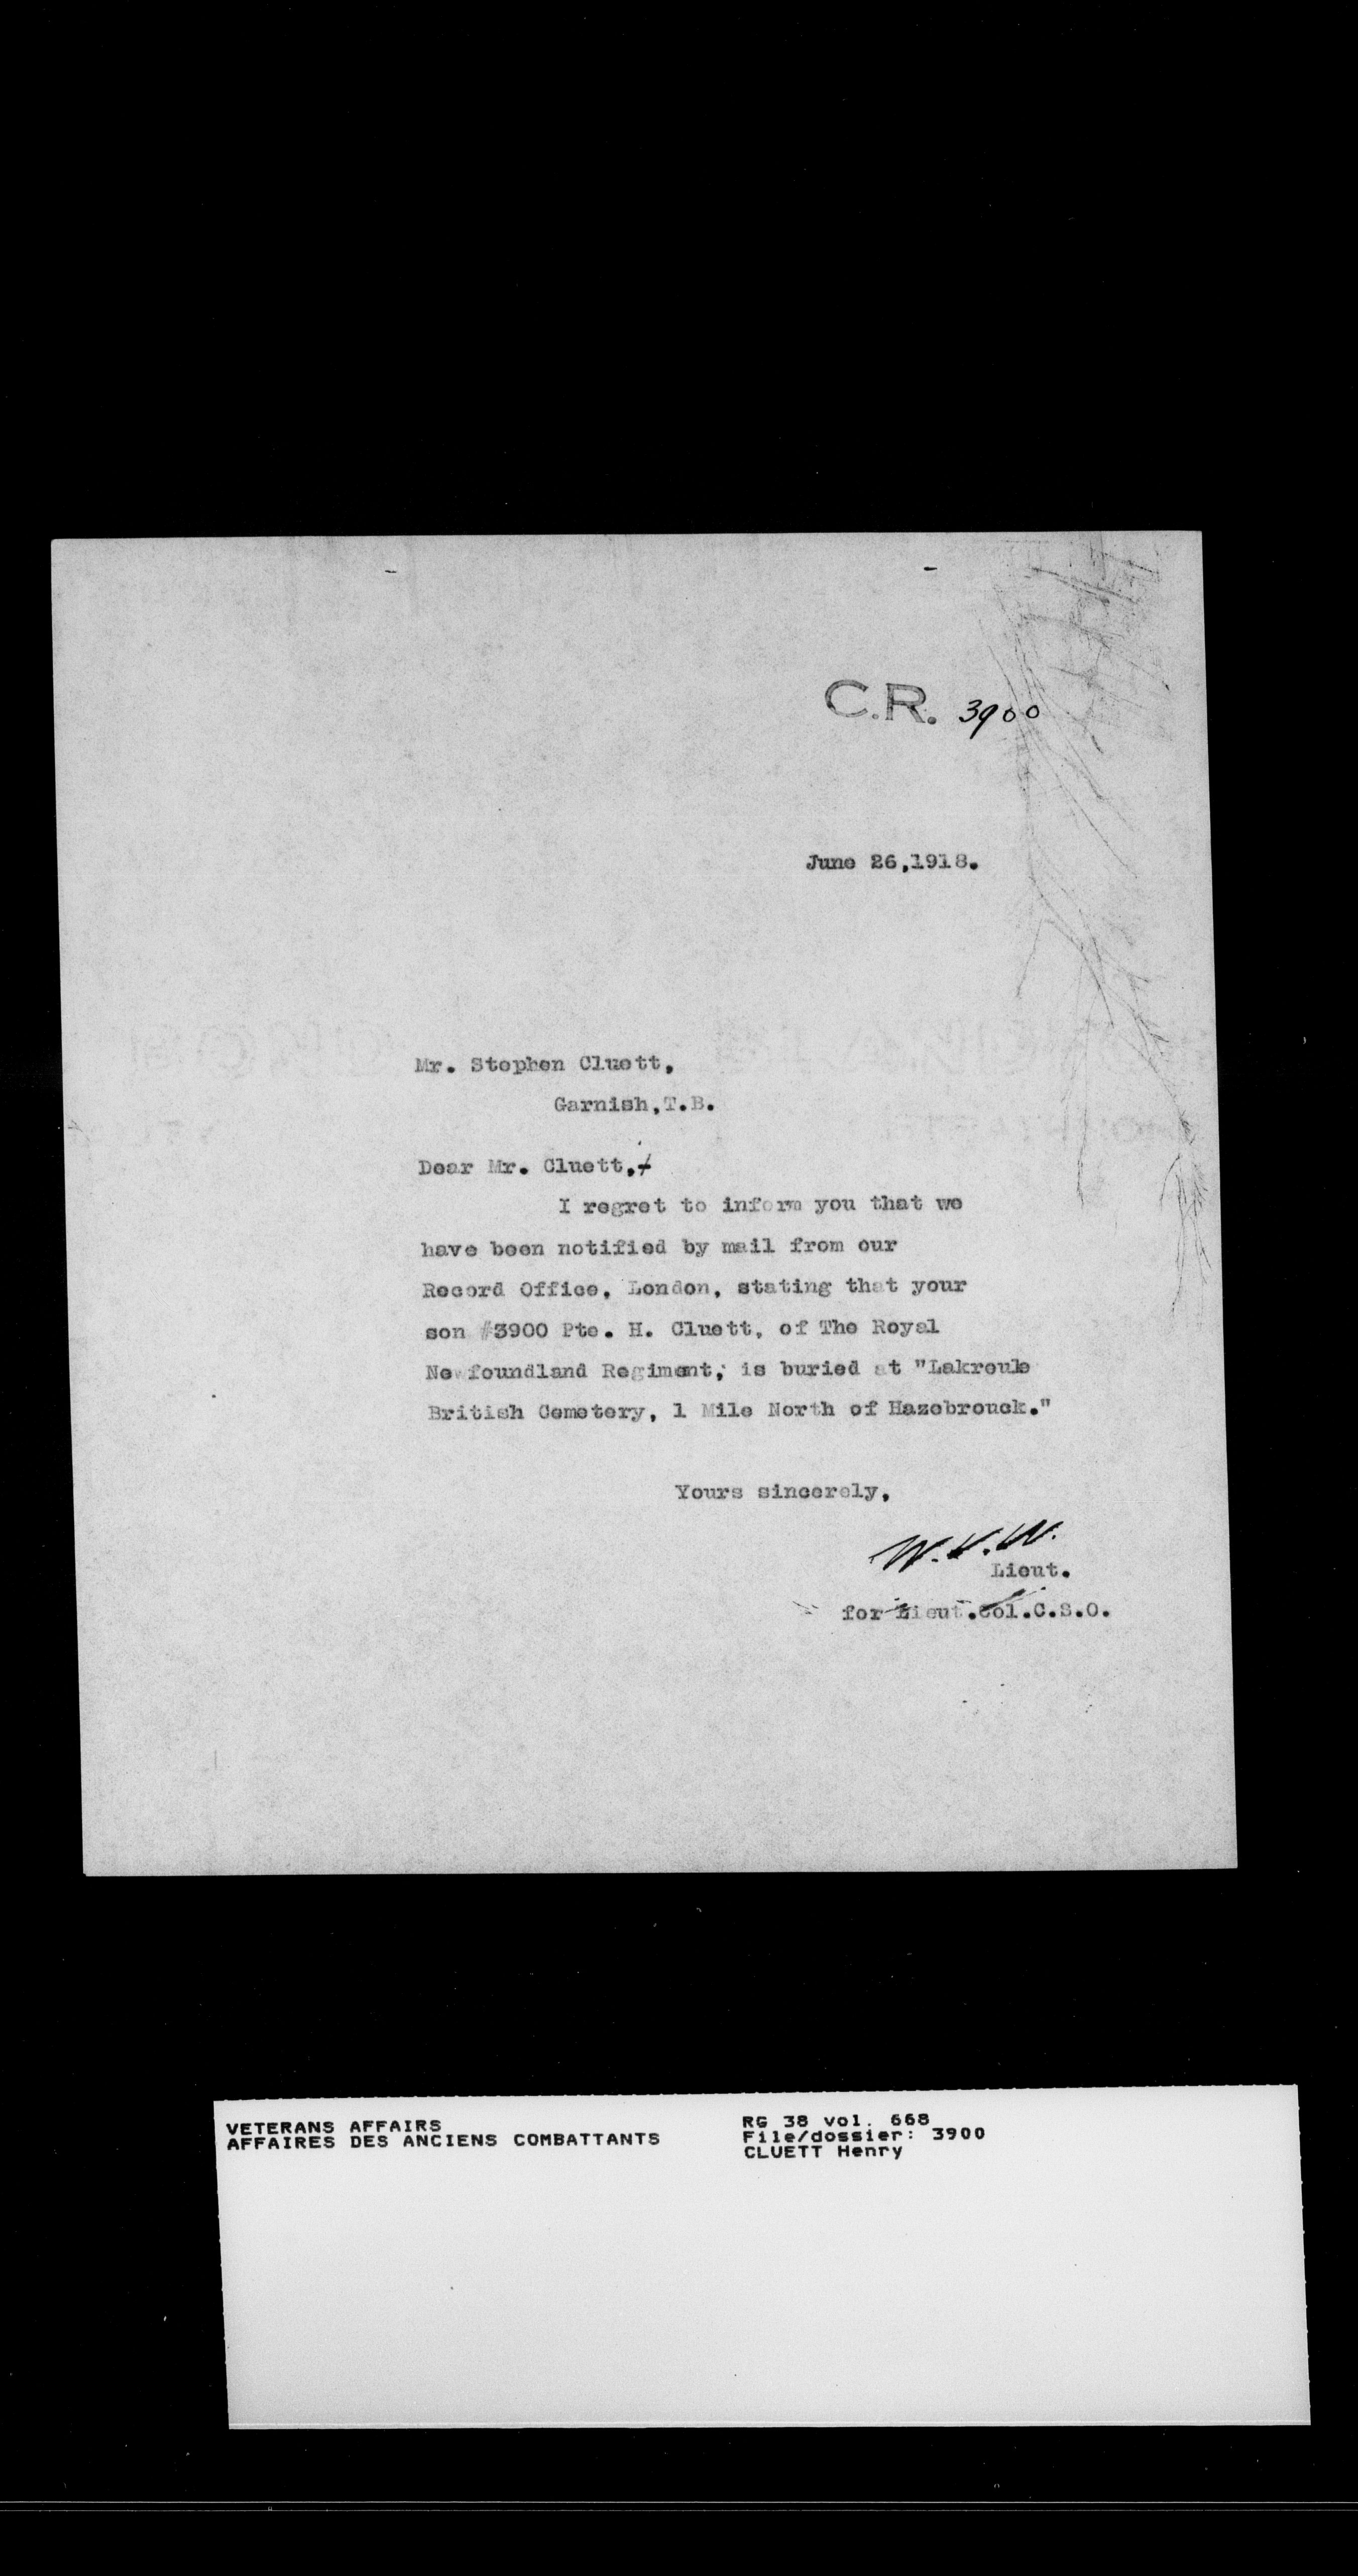 C.R. 3900
June 26,1918.
Mr. Stephen Cluett,
Garnish,T.B.
Dear Mr. Cluett,
I regret to inform you that we
have been notified by mail from our
Record Office, London, stating that your
son #3900 Pte. H. Cluett, of The Royal
Newfoundland Regiment, is buried at "Lakreule
British Cemetery, 1 Mile North of Hazebrouck."
Yours sincerely,
W.V.W.
Lieut.
for Lieut.Col.C.S.O.
VETERANS AFFAIRS
AFFAIRES DES ANCIENS COMBATTANTS
RG 38 vol. 668
File/dossier: 3900
CLUETT Henry